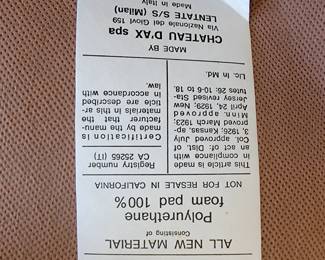 ALL NEW MATERIAL
Consisting of
Polyurethane
foam pad 100%
NOT FOR RESALE IN CALIFORNIA
This article is made
in compliance with
an act. of Dist. of
Col. approved July
3, 1926; Kansas, ap-
proved March 1923;
Minn. approved
April 24, 1929; New
Jersey revised Sta-
tutes 26: 10-6 to 18.
Lic. in Md.
Registry number
CA 25265 (IT)
Certification is
made by the manu-
facturer that the
materials in this ar-
ticle are described
in accordance with
law.
MADE BY
CHATEAU D'AX spa
Via Nazionale dei Giovi 159
LENTATE S/S (Milan)
Made in Italy